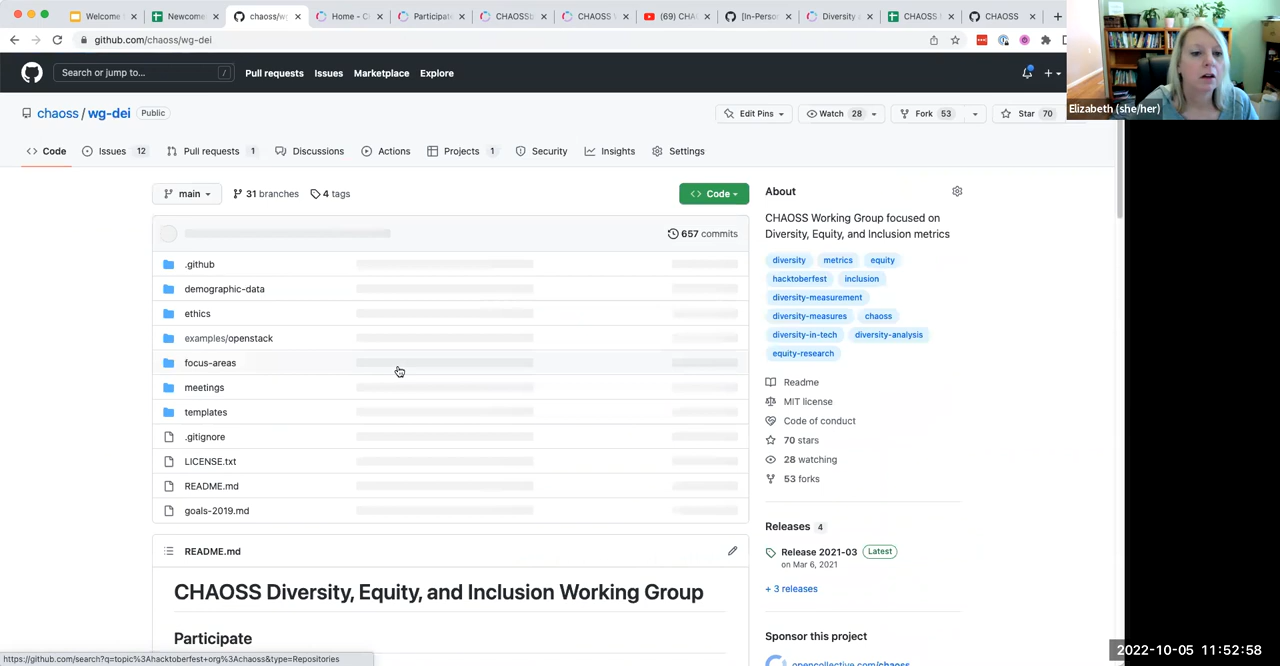 Welcome
Newcome
chaoss/wg
Home - C
Participat
CHAOSSb
CHAOSS
(69) CHA
[In-Person
Diversity
CHAOSS
CHAOSS
github.com/chaoss/wg-dei
Elizabeth (she/her)
Search or jump to...
/
Pull requests
Issues
Marketplace
Explore
chaoss / wg-dei
Public
Edit Pins
Watch 28
Fork 53
Star 70
Code
Issues 12
Pull requests 1
Discussions
Actions
Projects 1
Security
Insights
Settings
main
31 branches
4 tags
Code
657 commits
.github
demographic-data
ethics
examples/openstack
focus-areas
meetings
templates
.gitignore
LICENSE.txt
README.md
goals-2019.md
README.md
CHAOSS Diversity, Equity, and Inclusion Working Group
Participate
About
CHAOSS Working Group focused on
Diversity, Equity, and Inclusion metrics
diversity metrics equity
hacktoberfest inclusion
diversity-measurement
diversity-measures chaoss
diversity-in-tech diversity-analysis
equity-research
Readme
MIT license
Code of conduct
70 stars
28 watching
53 forks
Releases 4
Release 2021-03 Latest
on Mar 6, 2021
+ 3 releases
Sponsor this project
opencollective.com/chaoss
https://github.com/search?q=topic%3Ahacktoberfest+org%3Achaoss&type=Repositories
2022-10-05 11:52:58